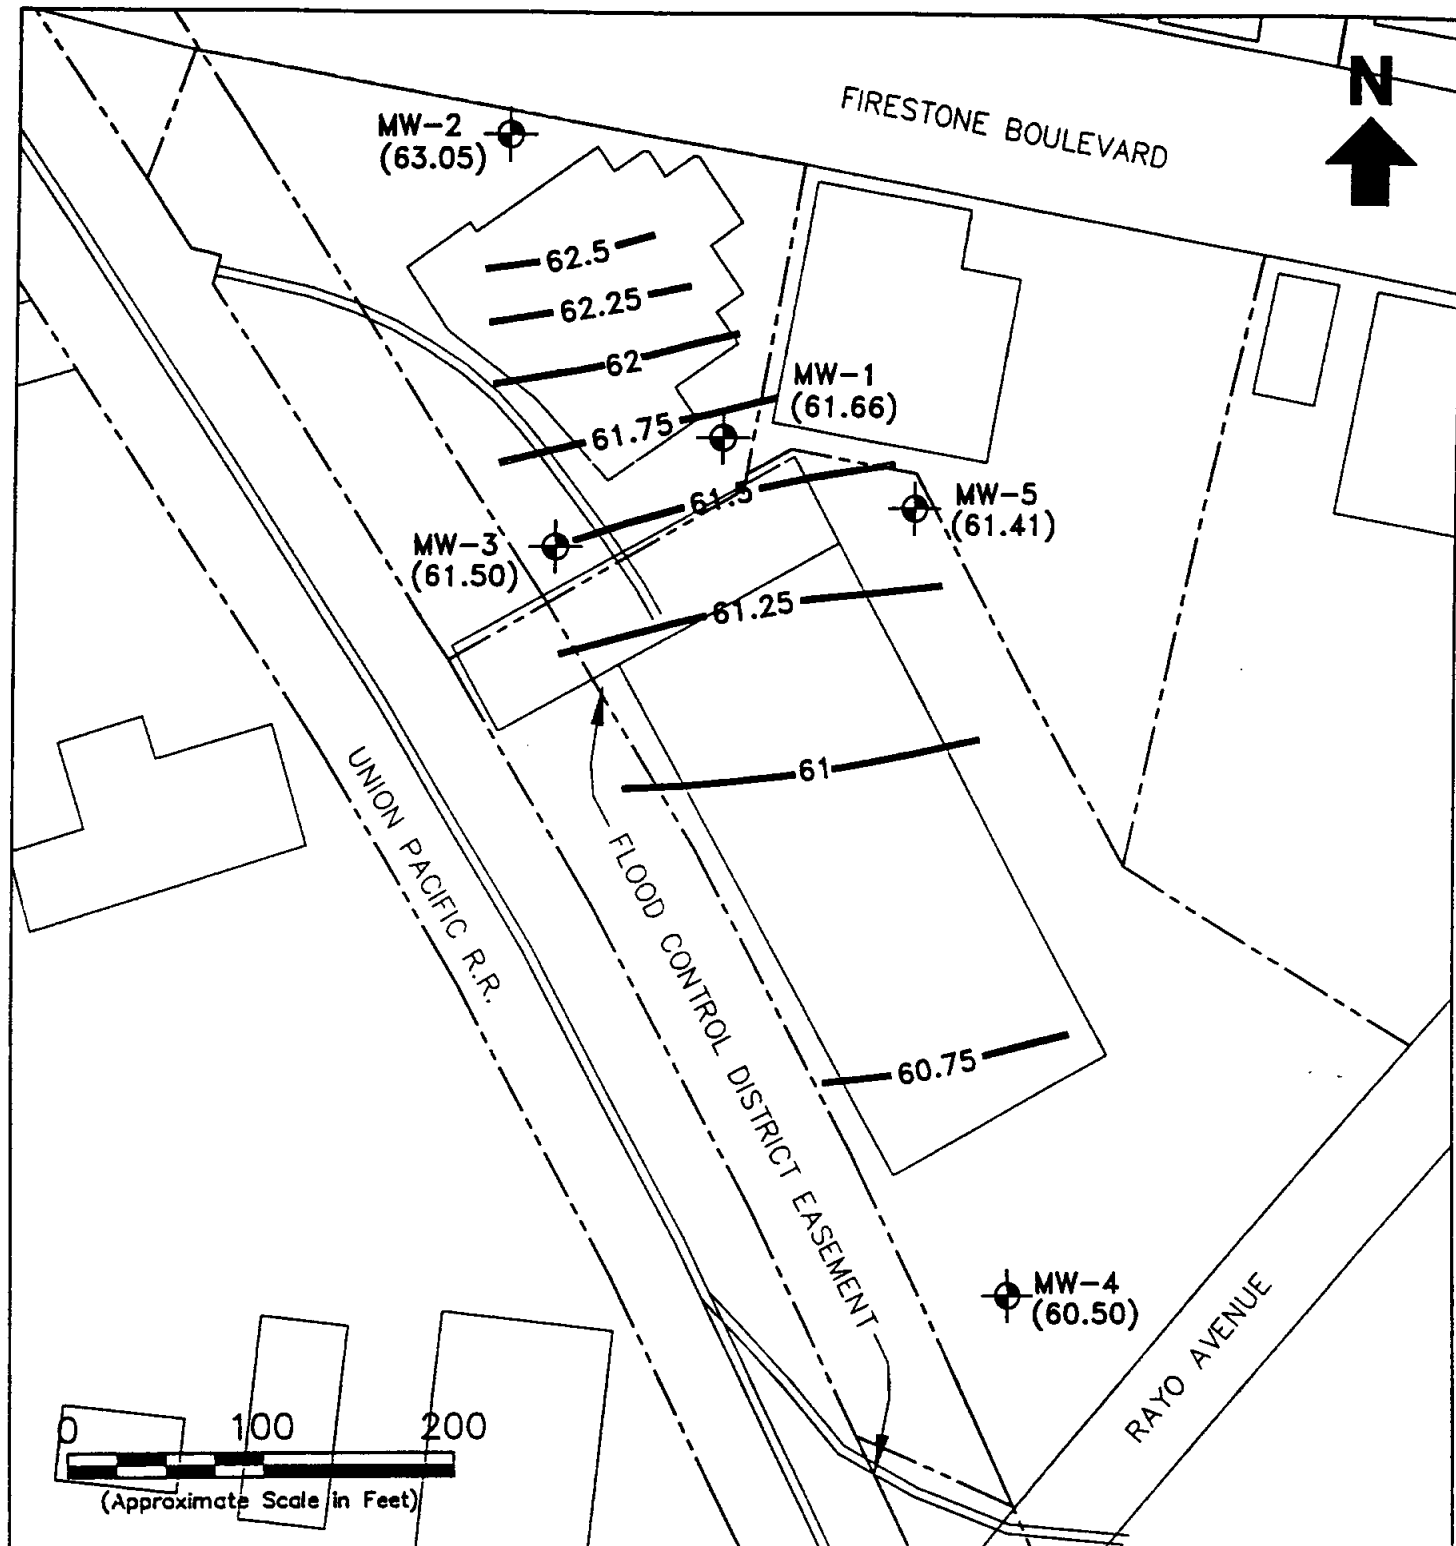 N
FIRESTONE BOULEVARD
MW-2
(63.05)
62.5
62.25
62
MW-1
(61.66)
61.75
61.5
MW-5
(61.41)
MW-3
(61.50)
61.25
61
UNION PACIFIC R.R.
FLOOD CONTROL DISTRICT EASEMENT
60.75
MW-4
(60.50)
RAYO AVENUE
0 100 200
(Approximate Scale in Feet)